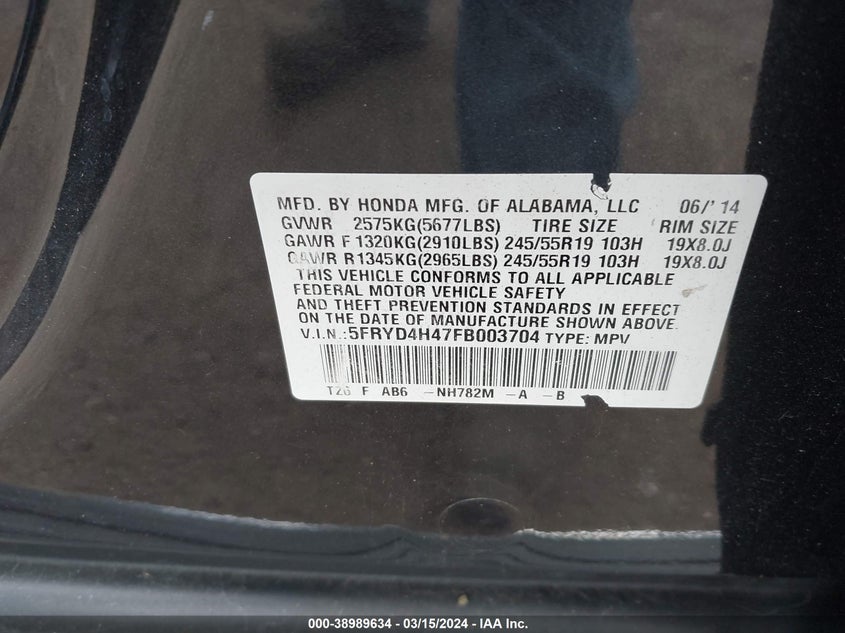 MFD. BY HONDA MFG. OF ALABAMA, LLC 06/' 14
GVWR 2575KG(5677LBS) TIRE SIZE RIM SIZE
GAWR F 1320KG(2910LBS) 245/55R19 103H 19X8.0J
GAWR R 1345KG(2965LBS) 245/55R19 103H 19X8.0J
THIS VEHICLE CONFORMS TO ALL APPLICABLE
FEDERAL MOTOR VEHICLE SAFETY
AND THEFT PREVENTION STANDARDS IN EFFECT
ON THE DATE OF MANUFACTURE SHOWN ABOVE.
V.I.N.:5FRYD4H47FB003704 TYPE: MPV
TZ6 F AB6 -NH782M -A -B
000-38989634 - 03/15/2024 - IAA Inc.